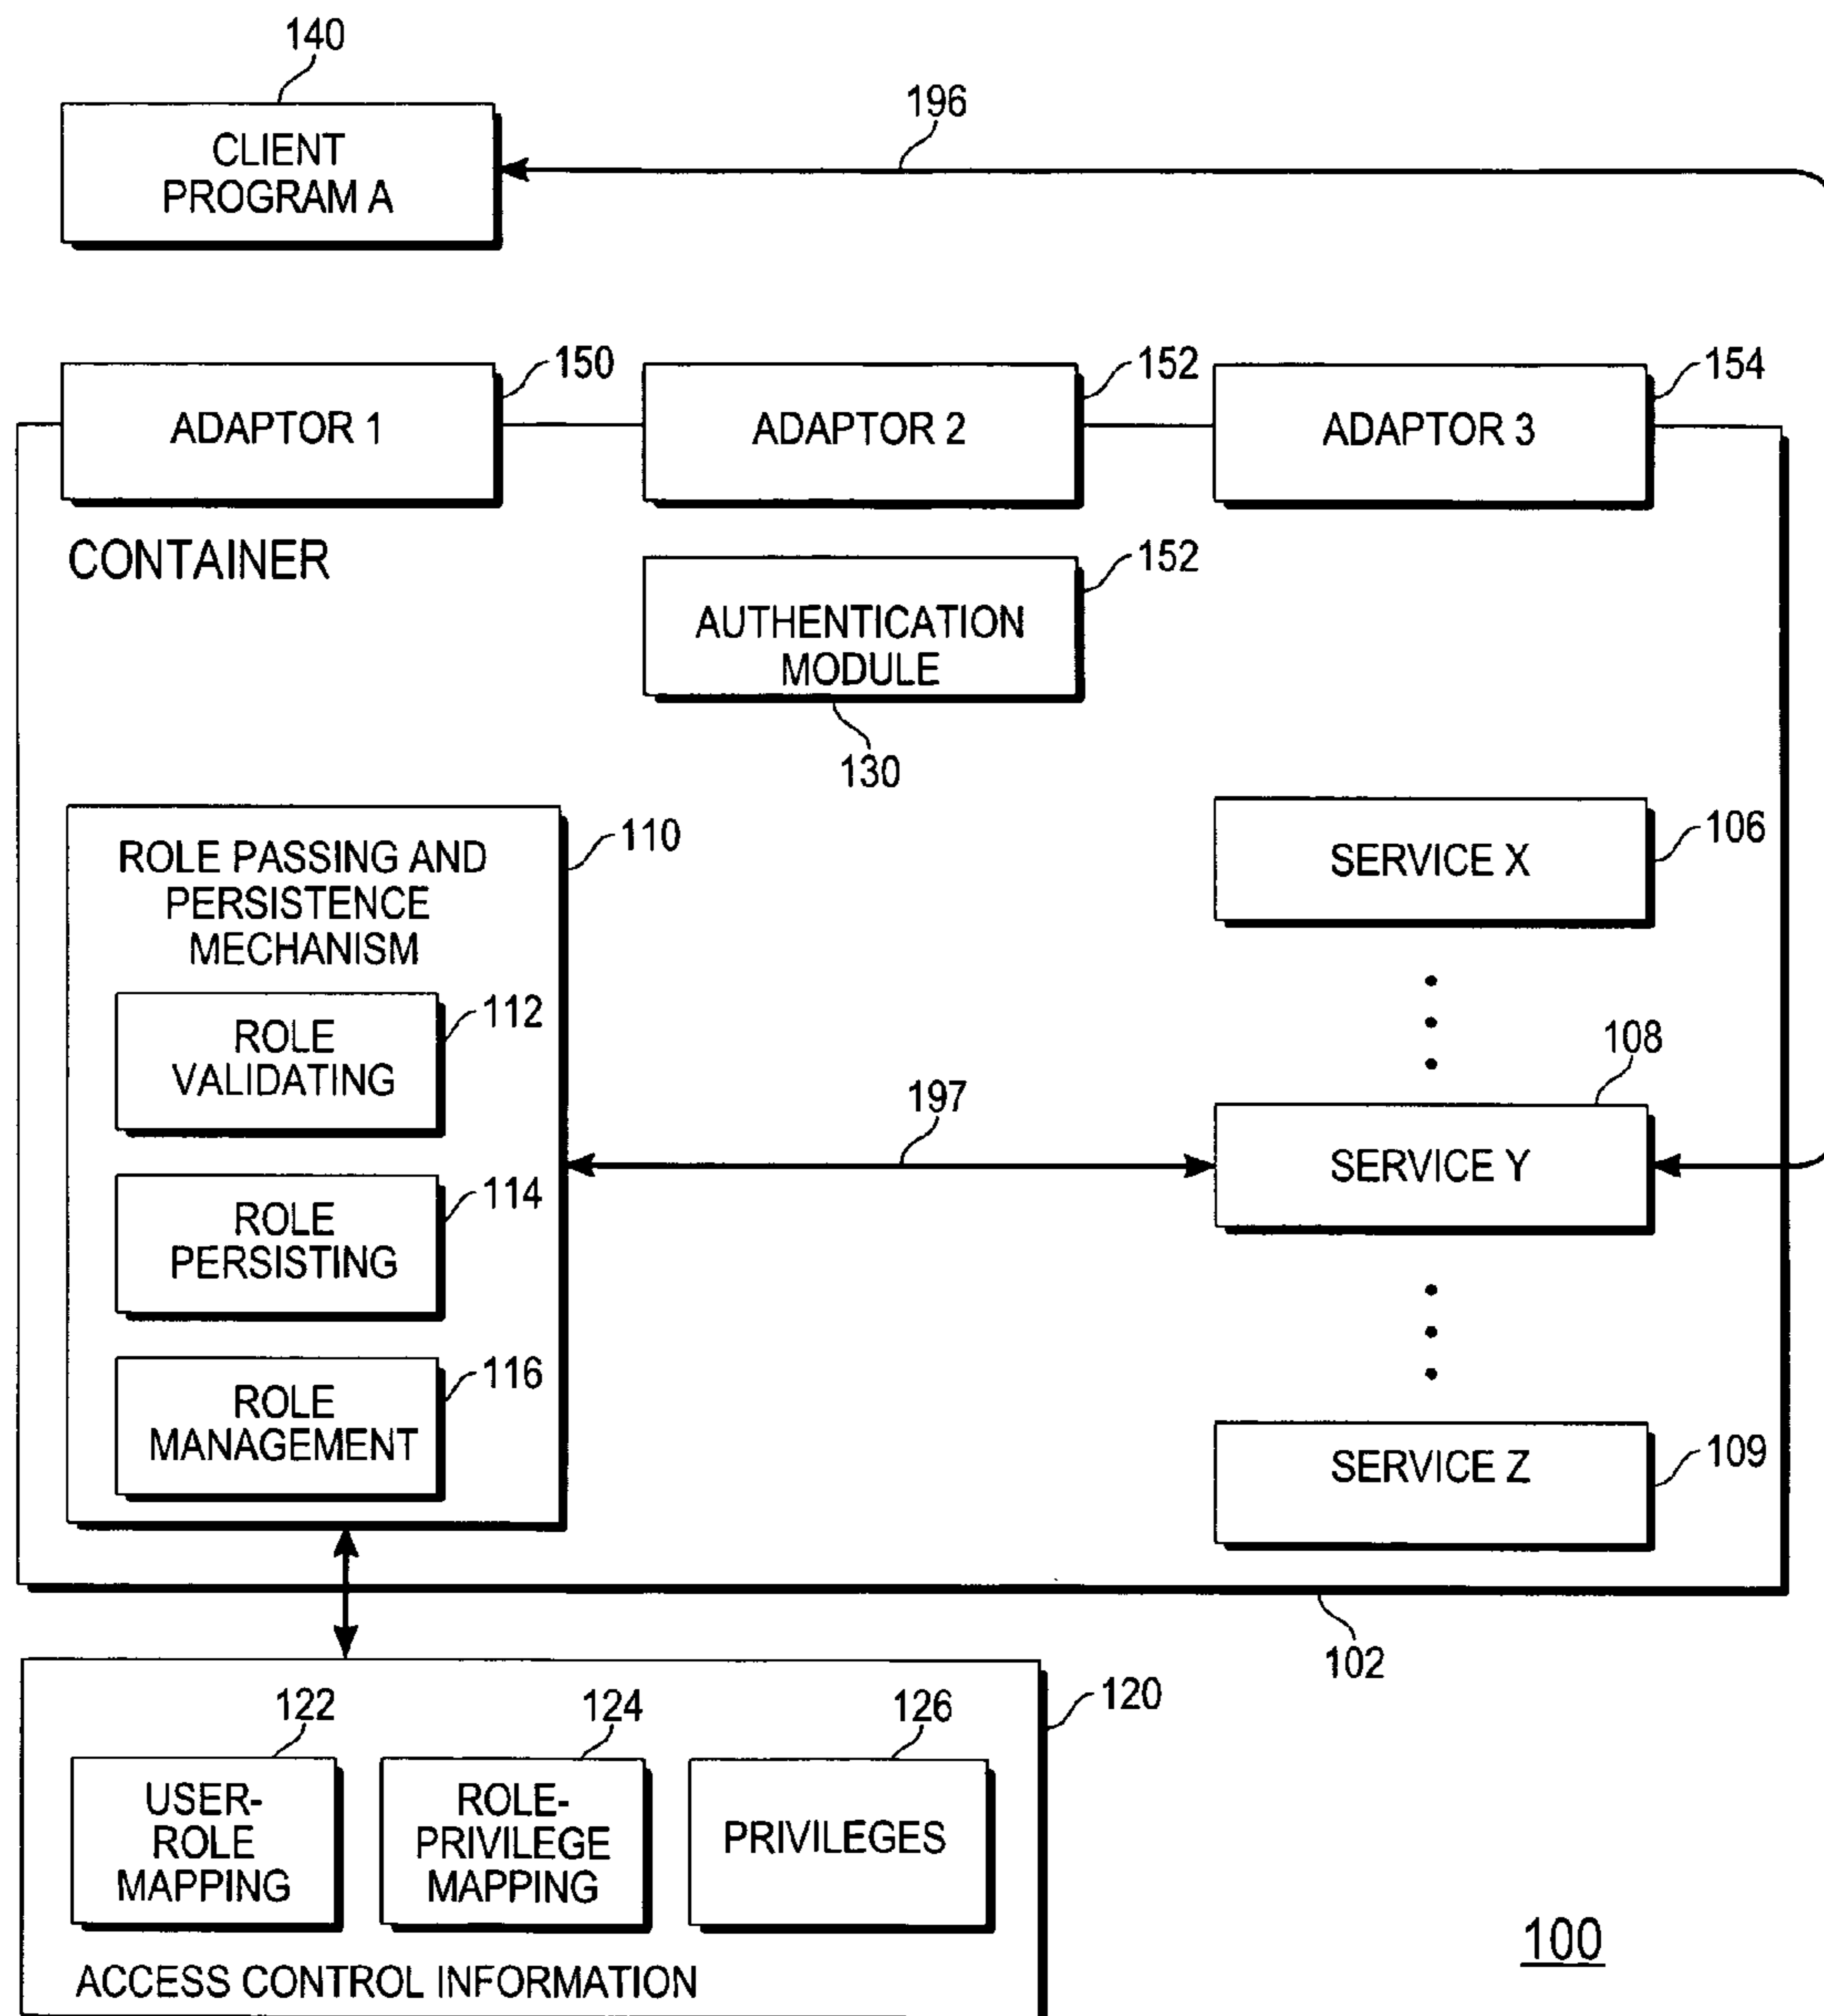 140
CLIENT
PROGRAM A
196
ADAPTOR 1
150
ADAPTOR 2
152
ADAPTOR 3
154
CONTAINER
AUTHENTICATION
MODULE
152
130
ROLE PASSING AND
PERSISTENCE
MECHANISM
110
ROLE
VALIDATING
112
ROLE
PERSISTING
114
ROLE
MANAGEMENT
116
197
SERVICE X
106
108
SERVICE Y
SERVICE Z
109
102
120
122
USER-
ROLE
MAPPING
124
ROLE-
PRIVILEGE
MAPPING
126
PRIVILEGES
ACCESS CONTROL INFORMATION
100